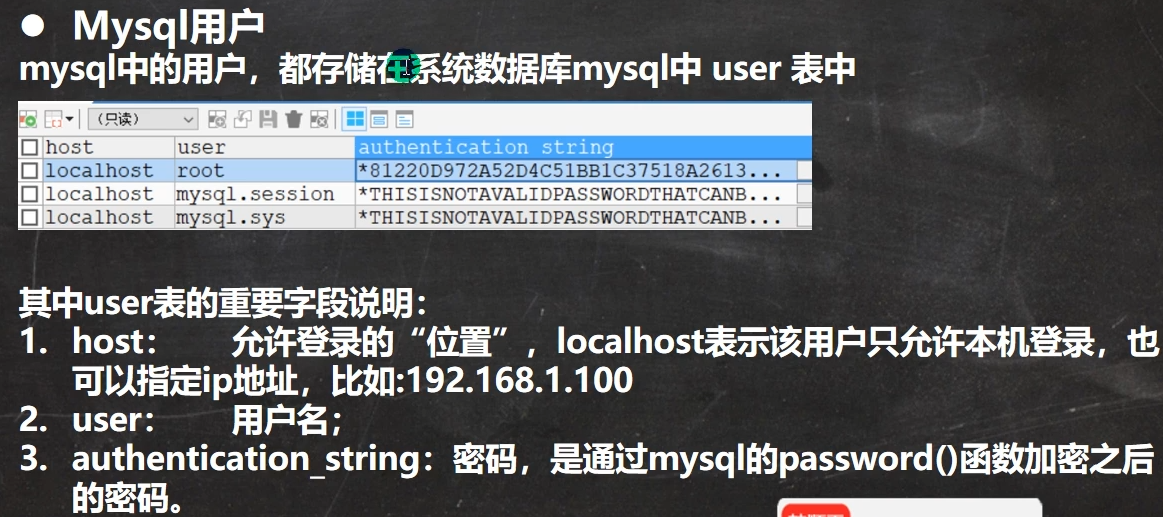 ● Mysql用户
mysql中的用户，都存储在系统数据库mysql中 user 表中
（只读）
host user authentication string
localhost root *81220D972A52D4C51BB1C37518A2613...
localhost mysql.session *THISISNOTAVALIDPASSWORDTHATCANB...
localhost mysql.sys *THISISNOTAVALIDPASSWORDTHATCANB...
其中user表的重要字段说明：
1. host： 允许登录的“位置”，localhost表示该用户只允许本机登录，也
可以指定ip地址，比如:192.168.1.100
2. user： 用户名；
3. authentication_string：密码，是通过mysql的password()函数加密之后
的密码。